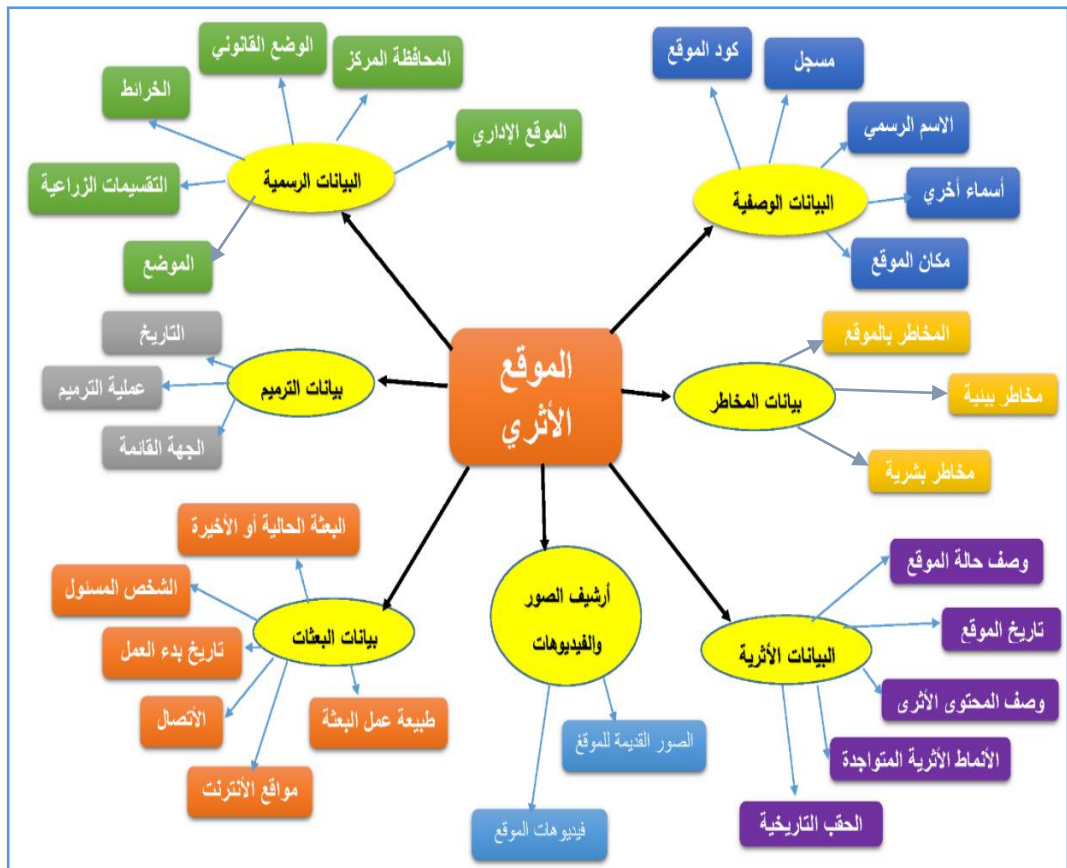 الموقع
الأثري
البيانات الوصفية
كود الموقع
مسجل
الاسم الرسمي
أسماء أخري
مكان الموقع
بيانات المخاطر
المخاطر بالموقع
مخاطر بيئية
مخاطر بشرية
البيانات الأثرية
وصف حالة الموقع
تاريخ الموقع
وصف المحتوى الأثرى
الأنماط الأثرية المتواجدة
الحقب التاريخية
أرشيف الصور
والفيديوهات
الصور القديمة للموقع
فيديوهات الموقع
بيانات البعثات
البعثة الحالية أو الأخيرة
الشخص المسئول
تاريخ بدء العمل
الأتصال
مواقع الأنترنت
طبيعة عمل البعثة
بيانات الترميم
التاريخ
عملية الترميم
الجهة القائمة
البيانات الرسمية
الموقع الإداري
المحافظة المركز
الوضع القانوني
الخرائط
التقسيمات الزراعية
الموضع